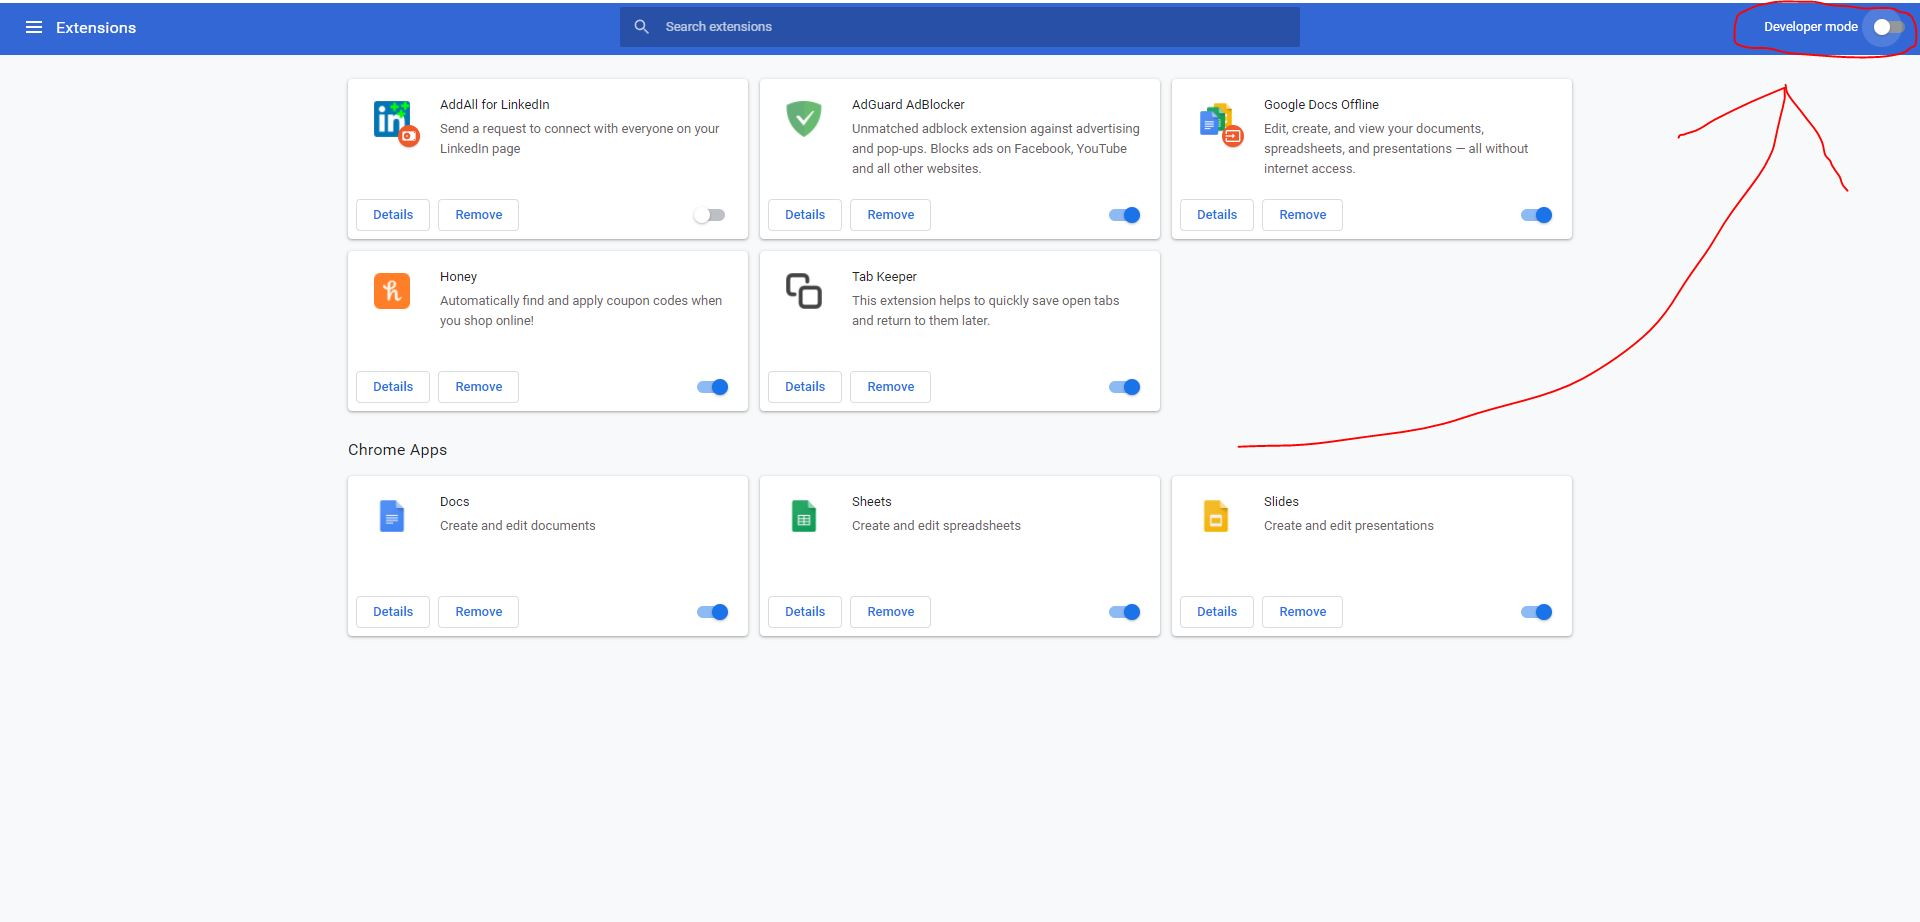 Extensions
Search extensions
Developer mode
AddAll for LinkedIn
Send a request to connect with everyone on your
LinkedIn page
Details
Remove
AdGuard AdBlocker
Unmatched adblock extension against advertising
and pop-ups. Blocks ads on Facebook, YouTube
and all other websites.
Details
Remove
Google Docs Offline
Edit, create, and view your documents,
spreadsheets, and presentations — all without
internet access.
Details
Remove
Honey
Automatically find and apply coupon codes when
you shop online!
Details
Remove
Tab Keeper
This extension helps to quickly save open tabs
and return to them later.
Details
Remove
Chrome Apps
Docs
Create and edit documents
Details
Remove
Sheets
Create and edit spreadsheets
Details
Remove
Slides
Create and edit presentations
Details
Remove